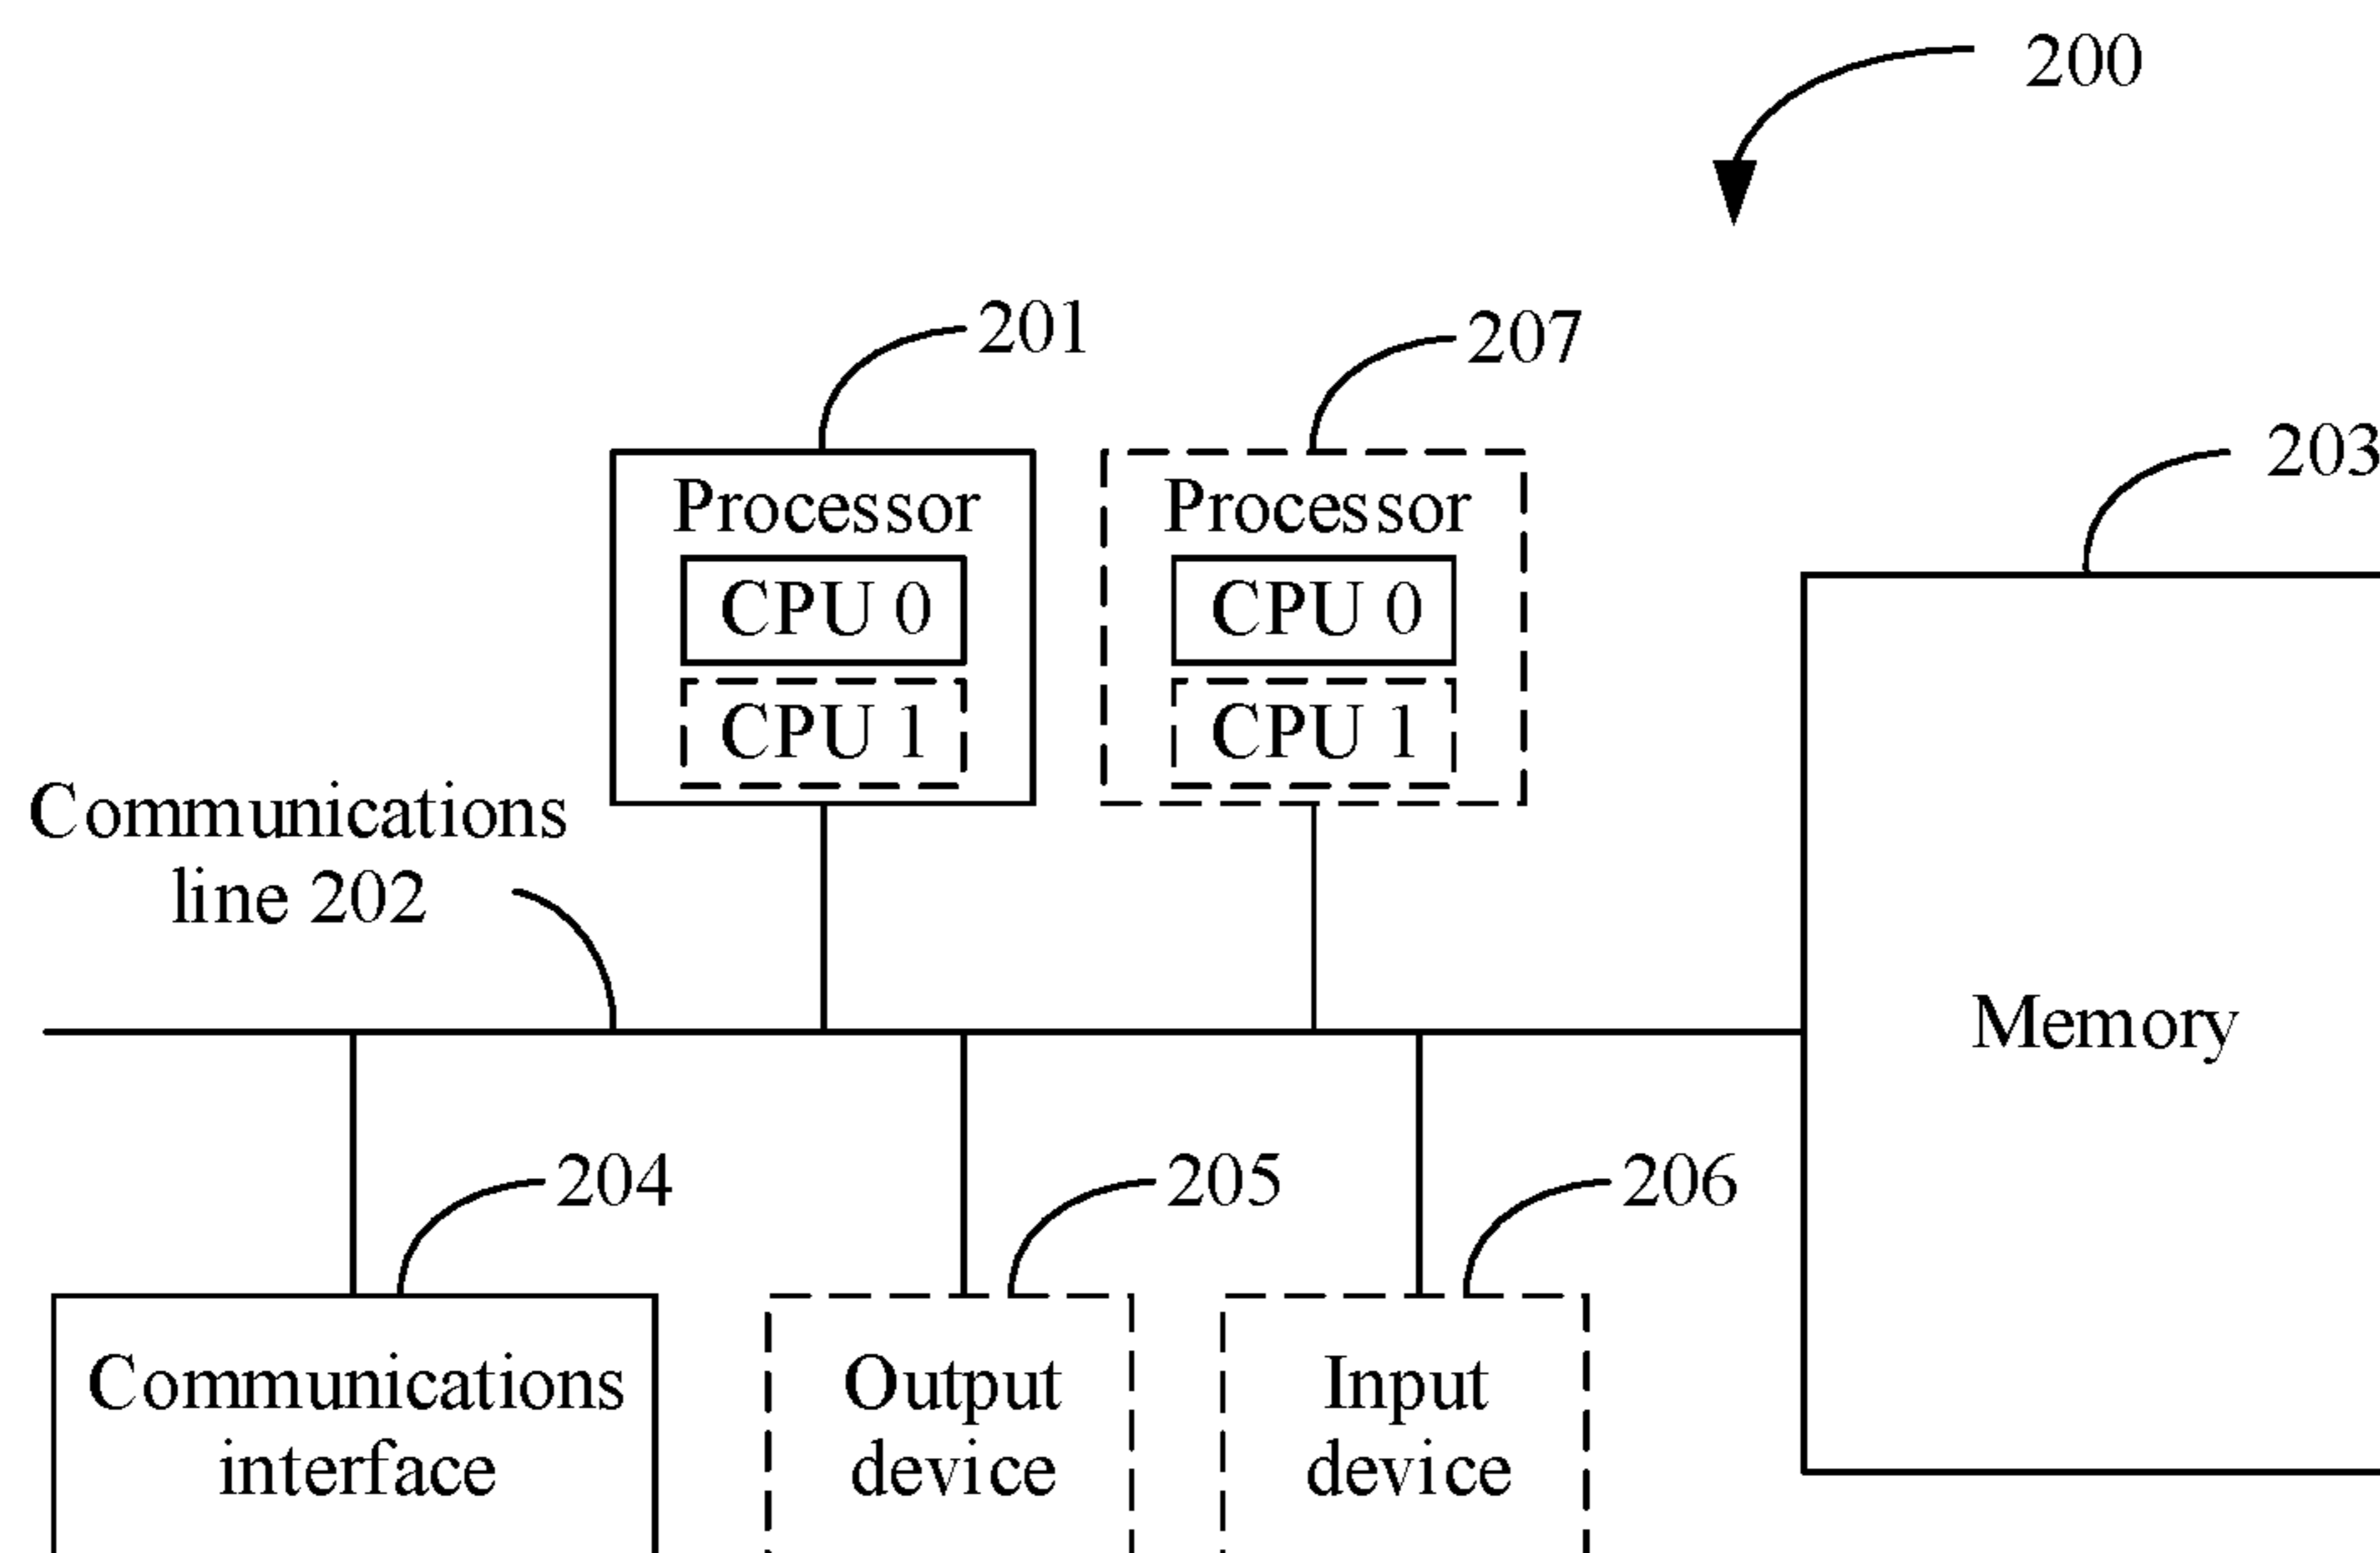 200
201
207
203
Processor
Processor
CPU 0
CPU 0
CPU 1
CPU 1
Communications
line 202
Memory
204
205
206
Communications
interface
Output
device
Input
device